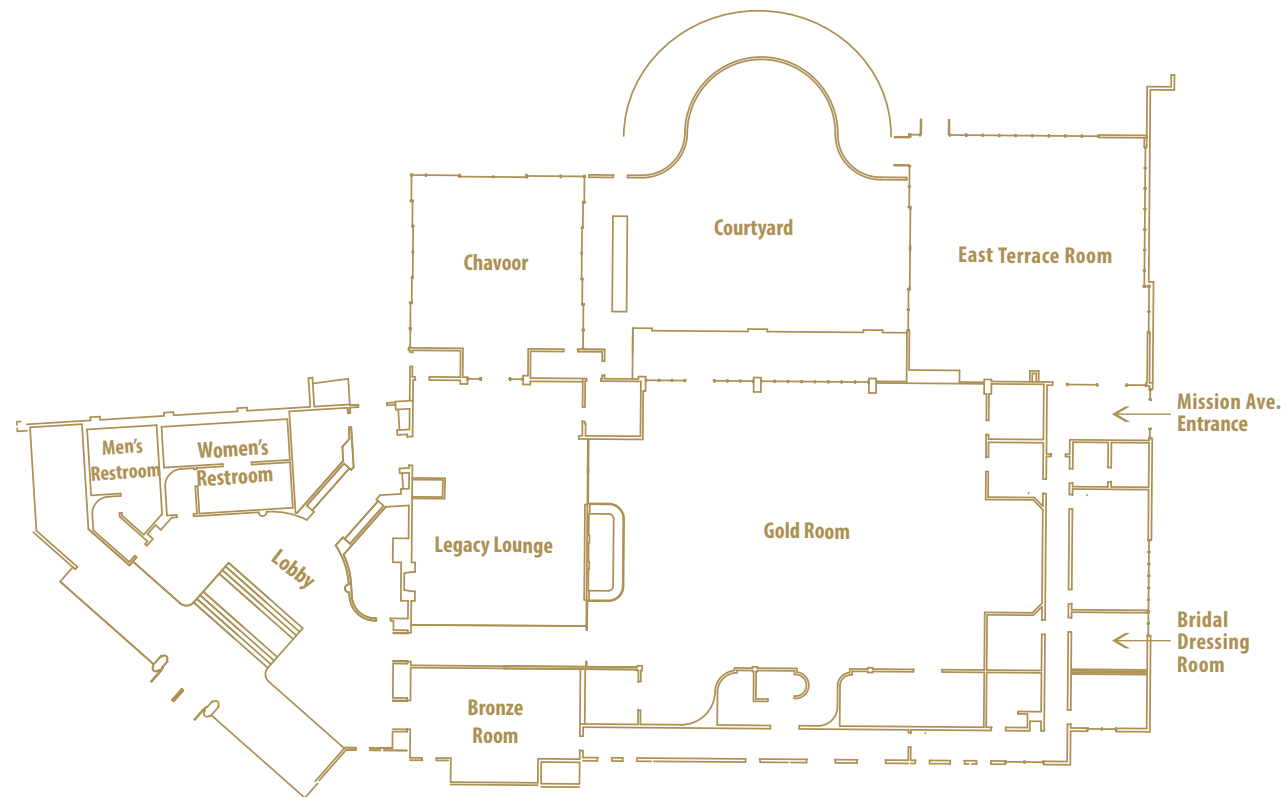 Courtyard
East Terrace Room
Chavoor
Mission Ave.
Entrance
Men's
Restroom
Women's
Restroom
Gold Room
Legacy Lounge
Lobby
Bridal
Dressing
Room
Bronze
Room